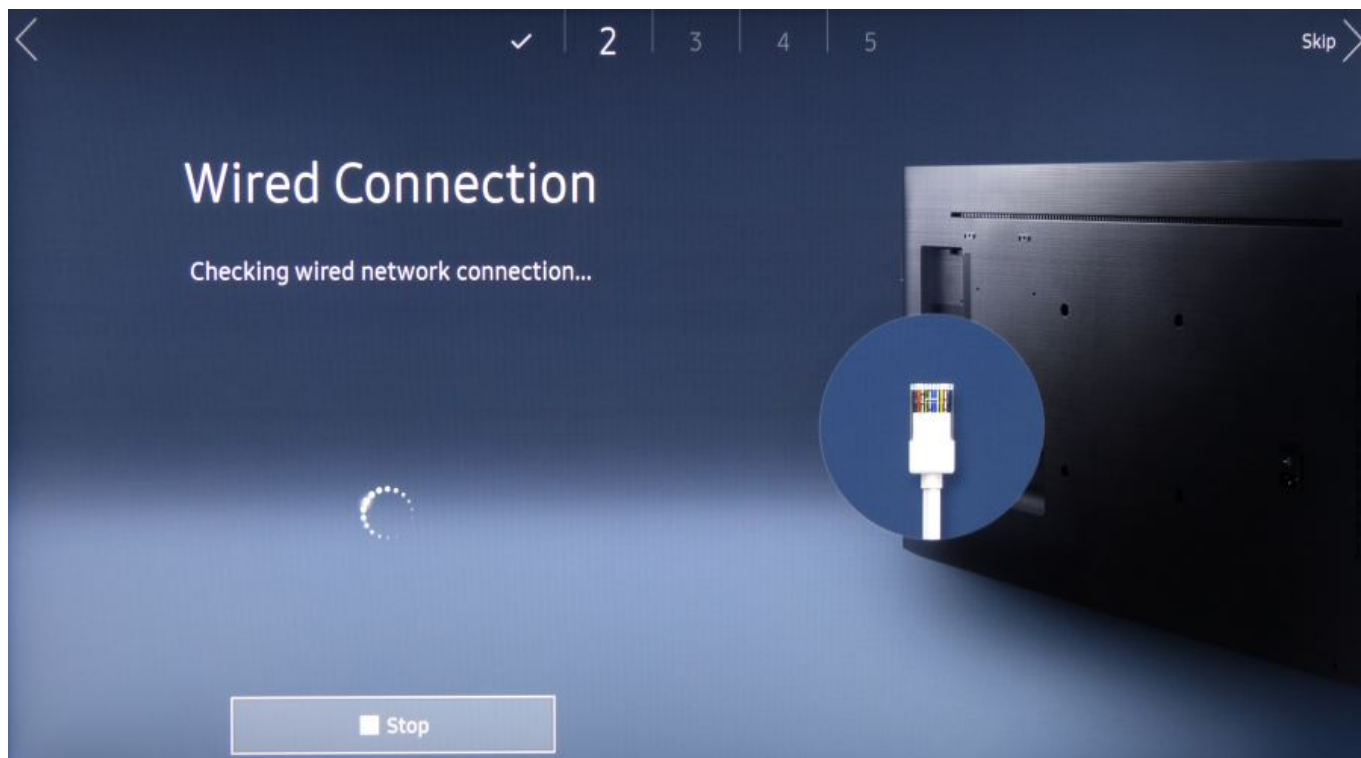 ✓ 2 3 4 5 Skip
Wired Connection
Checking wired network connection...
Stop